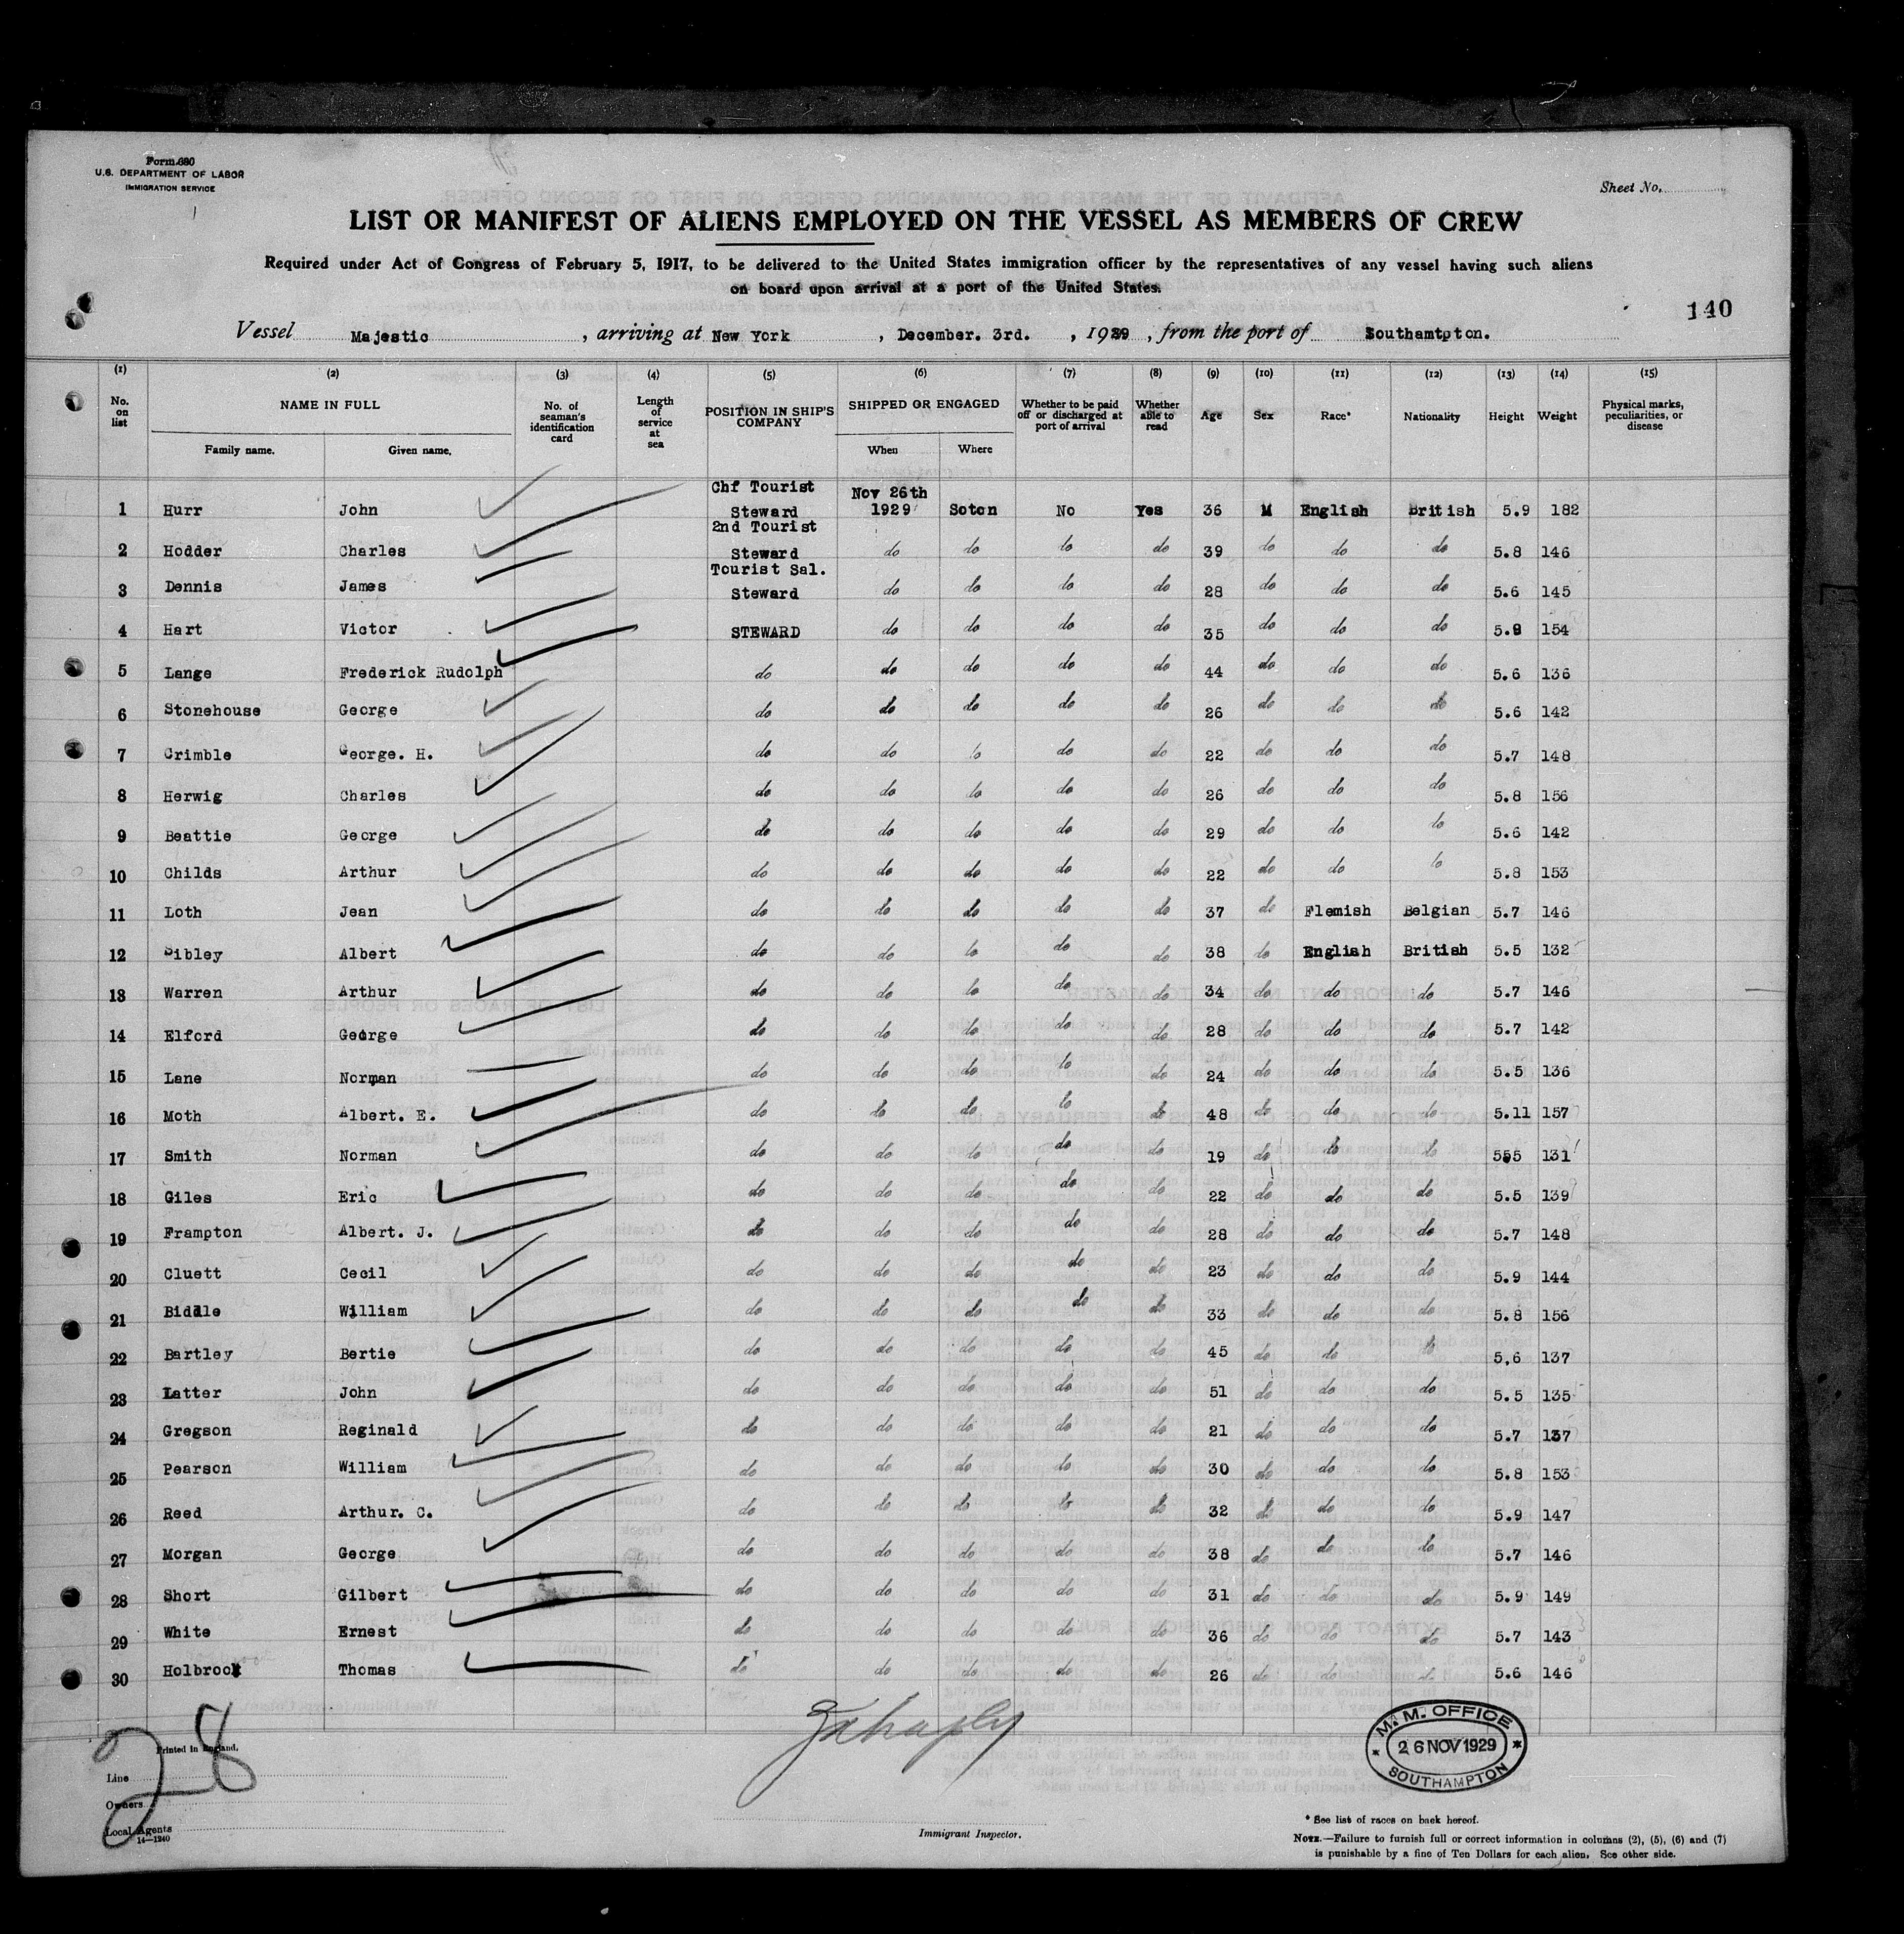 Form 680
U.S. DEPARTMENT OF LABOR
IMMIGRATION SERVICE
Sheet No.
LIST OR MANIFEST OF ALIENS EMPLOYED ON THE VESSEL AS MEMBERS OF CREW
Required under Act of Congress of February 5, 1917, to be delivered to the United States immigration officer by the representatives of any vessel having such aliens
on board upon arrival at a port of the United States.
140
Vessel Majestic, arriving at New York, December. 3rd., 1929, from the port of Southamtpton.
(1) (2) (3) (4) (5) (6) (7) (8) (9) (10) (11) (12) (13) (14) (15)
No. on list NAME IN FULL Family name. Given name. No. of seaman's identification card Length of service at sea POSITION IN SHIP'S COMPANY SHIPPED OR ENGAGED When Where Whether to be paid off or discharged at port of arrival Whether able to read Age Sex Race* Nationality Height Weight Physical marks, peculiarities, or disease
1 Hurr John Chf Tourist Steward Nov 26th 1929 Soton No Yes 36 M English British 5.9 182
2 Hodder Charles 2nd Tourist Steward do do do do 39 do do do 5.8 146
3 Dennis James Tourist Sal. Steward do do do do 28 do do do 5.6 145
4 Hart Victor STEWARD do do do do 35 do do do 5.9 154
5 Lange Frederick Rudolph do do do do do 44 do do do 5.6 136
6 Stonehouse George do do do do do 26 do do do 5.6 142
7 Grimble George. H. do do do do do 22 do do do 5.7 148
8 Herwig Charles do do do do do 26 do do do 5.8 156
9 Beattie George do do do do do 29 do do do 5.6 142
10 Childs Arthur do do do do do 22 do do do 5.8 153
11 Loth Jean do do do do do 37 do Flemish Belgian 5.7 146
12 Sibley Albert do do do do do 38 do English British 5.5 132
13 Warren Arthur do do do do do 34 do do do 5.7 146
14 Elford George do do do do do 28 do do do 5.7 142
15 Lane Norman do do do do do 24 do do do 5.5 136
16 Moth Albert. E. do do do do do 48 do do do 5.11 157
17 Smith Norman do do do do do 19 do do do 555 131
18 Giles Eric do do do do do 22 do do do 5.5 139
19 Frampton Albert. J. do do do do do 28 do do do 5.7 148
20 Cluett Cecil do do do do do 23 do do do 5.9 144
21 Biddle William do do do do do 33 do do do 5.8 156
22 Bartley Bertie do do do do do 45 do do do 5.6 137
23 Latter John do do do do do 51 do do do 5.5 135
24 Gregson Reginald do do do do do 21 do do do 5.7 137
25 Pearson William do do do do do 30 do do do 5.8 153
26 Reed Arthur. C. do do do do do 32 do do do 5.9 147
27 Morgan George do do do do do 38 do do do 5.7 146
28 Short Gilbert do do do do do 31 do do do 5.9 149
29 White Ernest do do do do do 36 do do do 5.7 143
30 Holbrook Thomas do do do do do 26 do do do 5.6 146
28
Printed in England.
Line
Owners
Local Agents
14—1240
Immigrant Inspector.
M. M. OFFICE
26 NOV 1929
SOUTHAMPTON
* See list of races on back hereof.
NOTE.—Failure to furnish full or correct information in columns (2), (5), (6) and (7)
is punishable by a fine of Ten Dollars for each alien. See other side.